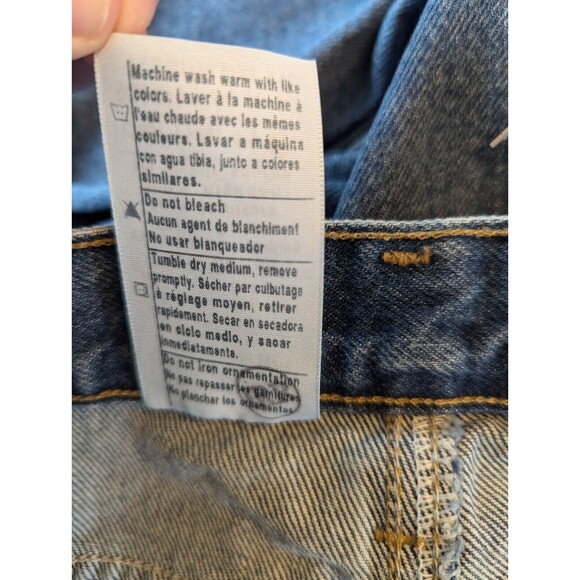 Machine wash warm with like
colors. Laver à la machine à
l'eau chaude avec les mêmes
couleurs. Lavar a máquina
con agua tibia, junto a colores
similares.
Do not bleach
Aucun agent de blanchiment
No usar blanqueador
Tumble dry medium, remove
promptly. Sécher par culbutage
à réglage moyen, retirer
rapidement. Secar en secadora
en ciclo medio, y sacar
inmediatamente.
Do not iron ornamentation
Ne pas repasser les garnitures
No planchar los ornamentos